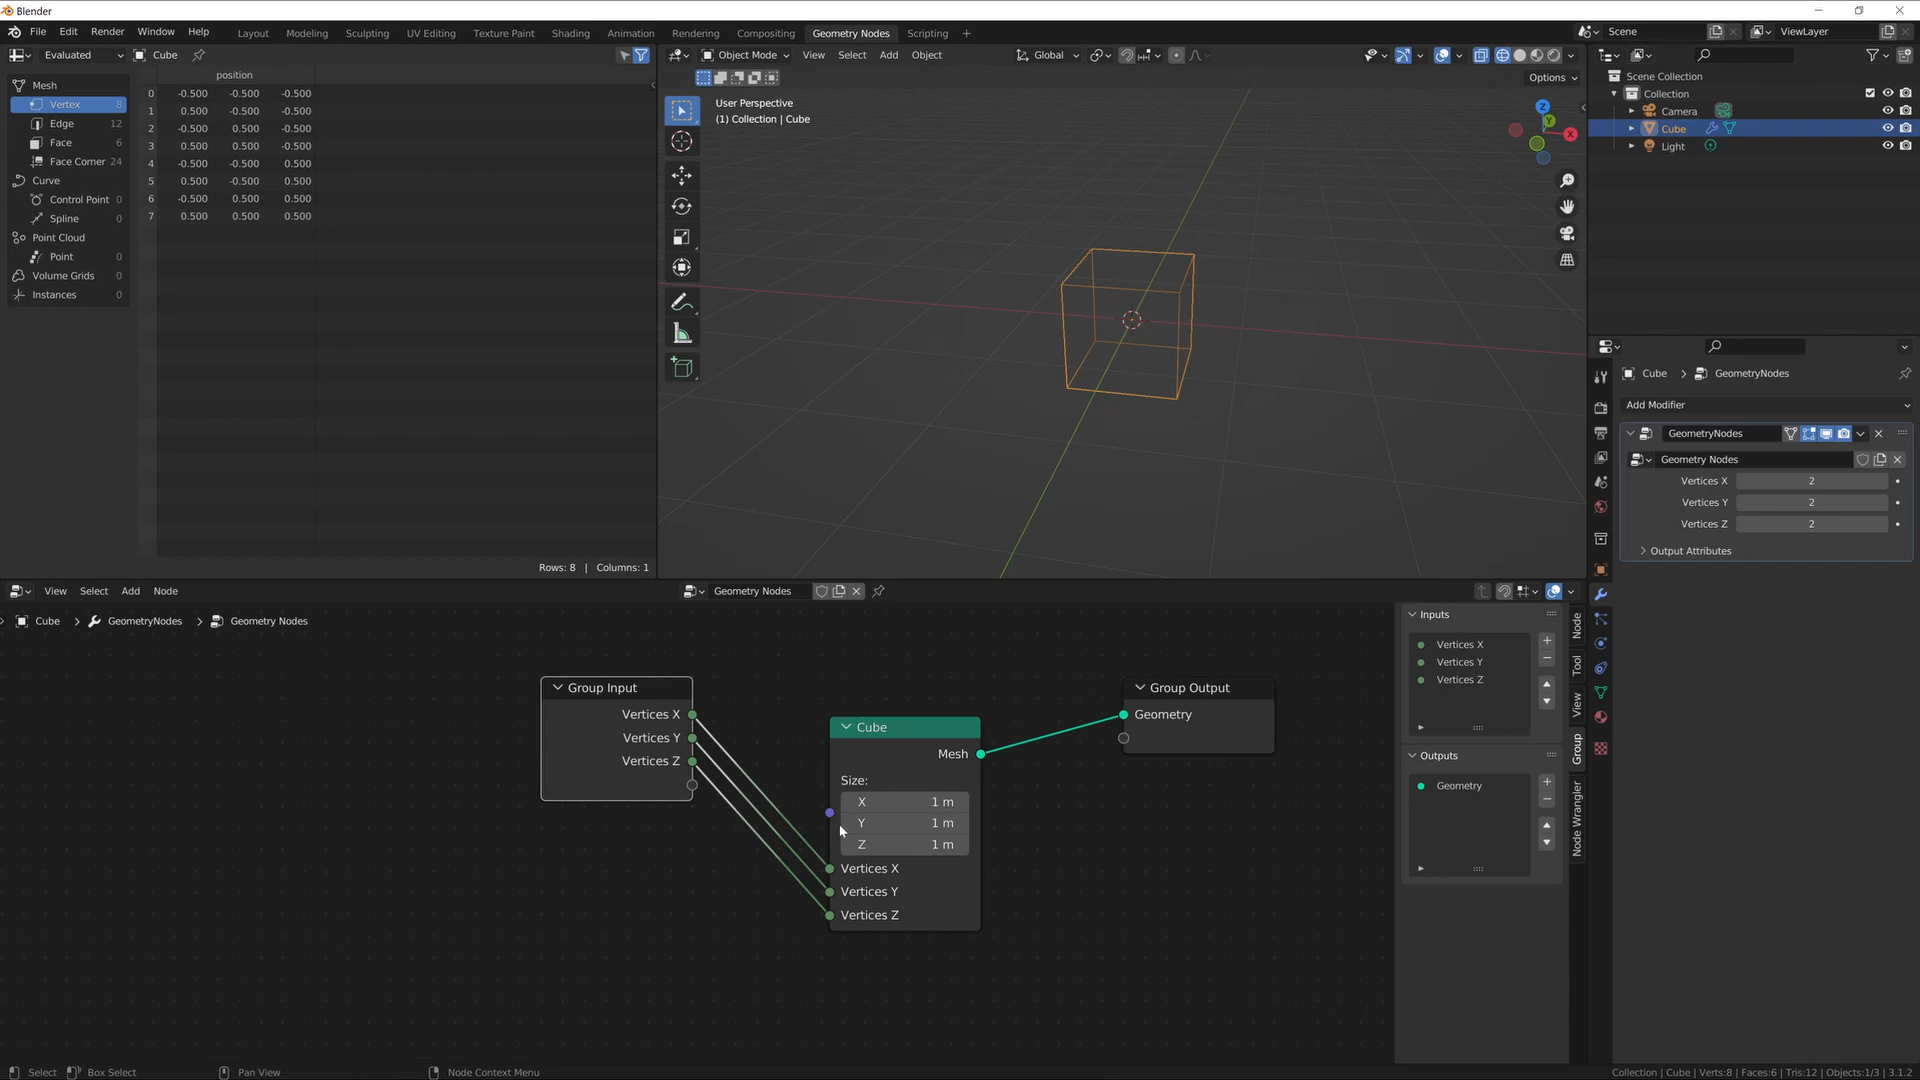 Blender
File Edit Render Window Help Layout Modeling Sculpting UV Editing Texture Paint Shading Animation Rendering Compositing Geometry Nodes Scripting + Scene ViewLayer
Evaluated Cube Object Mode View Select Add Object Global
Options
position
Mesh
Vertex 8
Edge 12
Face 6
Face Corner 24
Curve
Control Point 0
Spline 0
Point Cloud
Point 0
Volume Grids 0
Instances 0
0 -0.500 -0.500 -0.500
1 0.500 -0.500 -0.500
2 -0.500 0.500 -0.500
3 0.500 0.500 -0.500
4 -0.500 -0.500 0.500
5 0.500 -0.500 0.500
6 -0.500 0.500 0.500
7 0.500 0.500 0.500
Rows: 8 | Columns: 1
User Perspective
(1) Collection | Cube
Z
Y
X
Scene Collection
Collection
Camera
Cube
Light
Cube > GeometryNodes
Add Modifier
GeometryNodes
Geometry Nodes
Vertices X 2
Vertices Y 2
Vertices Z 2
Output Attributes
View Select Add Node Geometry Nodes
Cube > GeometryNodes > Geometry Nodes
Group Input
Vertices X
Vertices Y
Vertices Z
Cube
Mesh
Size:
X 1 m
Y 1 m
Z 1 m
Vertices X
Vertices Y
Vertices Z
Group Output
Geometry
Inputs
Vertices X
Vertices Y
Vertices Z
Outputs
Geometry
Node
Tool
View
Group
Node Wrangler
Select Box Select Pan View Node Context Menu Collection | Cube | Verts:8 | Faces:6 | Tris:12 | Objects:1/3 | 3.1.2